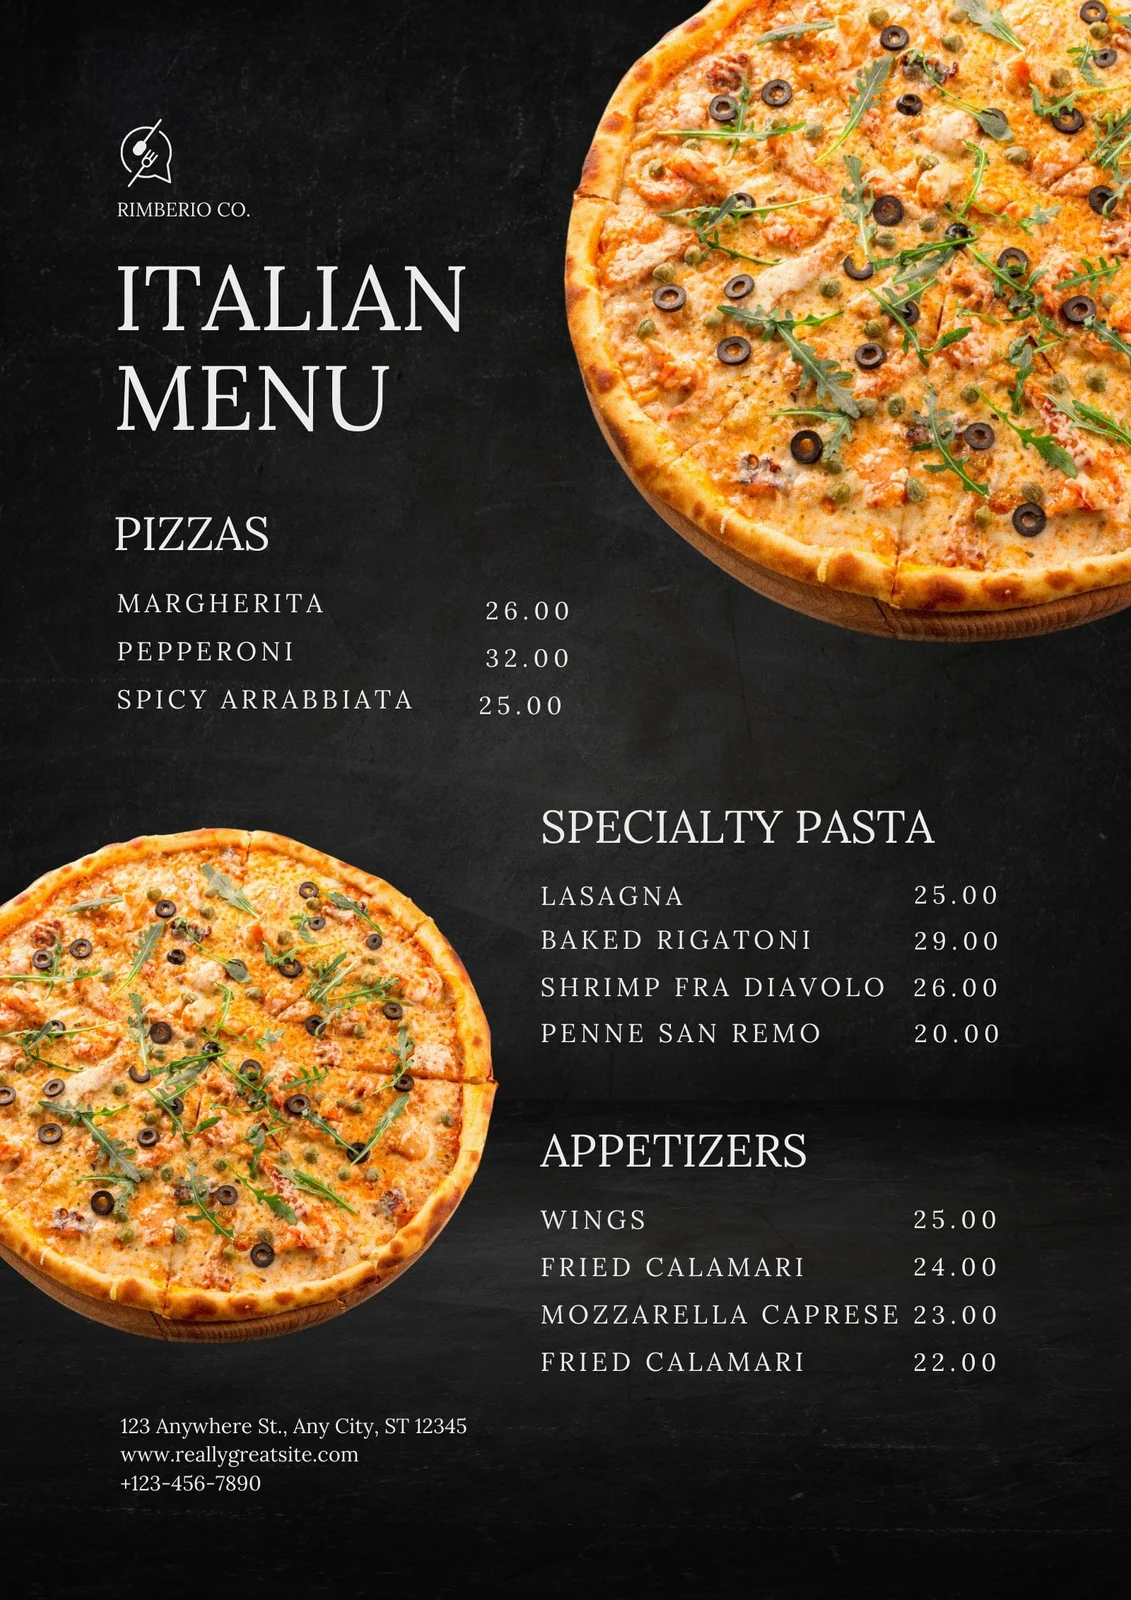 RIMBERIO CO.
ITALIAN
MENU
PIZZAS
MARGHERITA 26.00
PEPPERONI 32.00
SPICY ARRABBIATA 25.00
SPECIALTY PASTA
LASAGNA 25.00
BAKED RIGATONI 29.00
SHRIMP FRA DIAVOLO 26.00
PENNE SAN REMO 20.00
APPETIZERS
WINGS 25.00
FRIED CALAMARI 24.00
MOZZARELLA CAPRESE 23.00
FRIED CALAMARI 22.00
123 Anywhere St., Any City, ST 12345
www.reallygreatsite.com
+123-456-7890